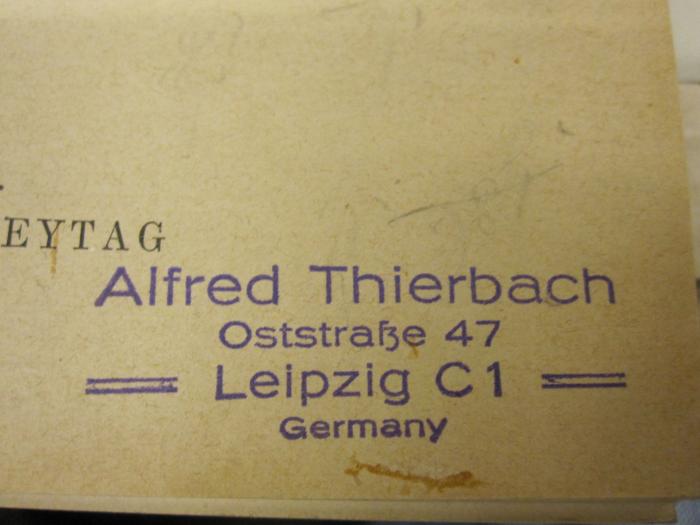 EYTAG
Alfred Thierbach
Oststraße 47
Leipzig C1
Germany